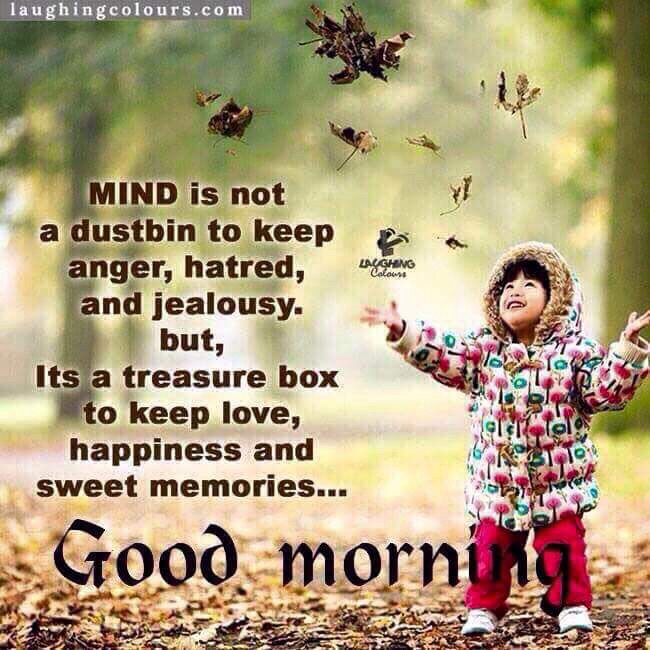 laughingcolours.com
MIND is not
a dustbin to keep
anger, hatred,
and jealousy.
but,
Its a treasure box
to keep love,
happiness and
sweet memories...
LAUGHING
Colours
Good morning